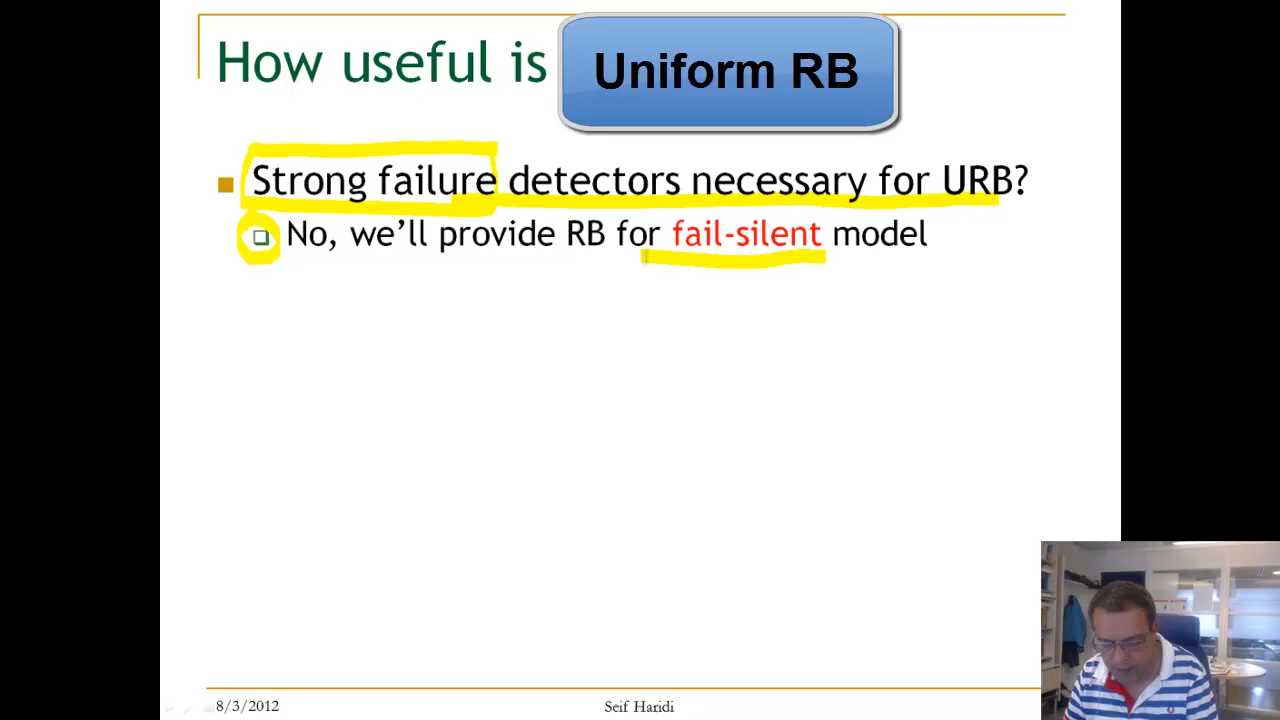 How useful is Uniform RB
Strong failure detectors necessary for URB?
No, we'll provide RB for fail-silent model
8/3/2012
Seif Haridi